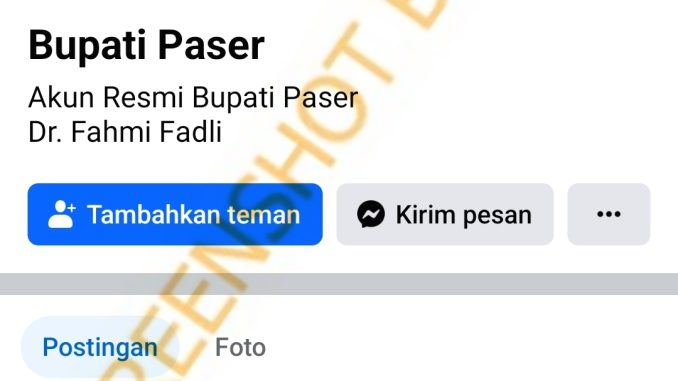 Bupati Paser
Akun Resmi Bupati Paser
Dr. Fahmi Fadli
Tambahkan teman
Kirim pesan
Postingan
Foto